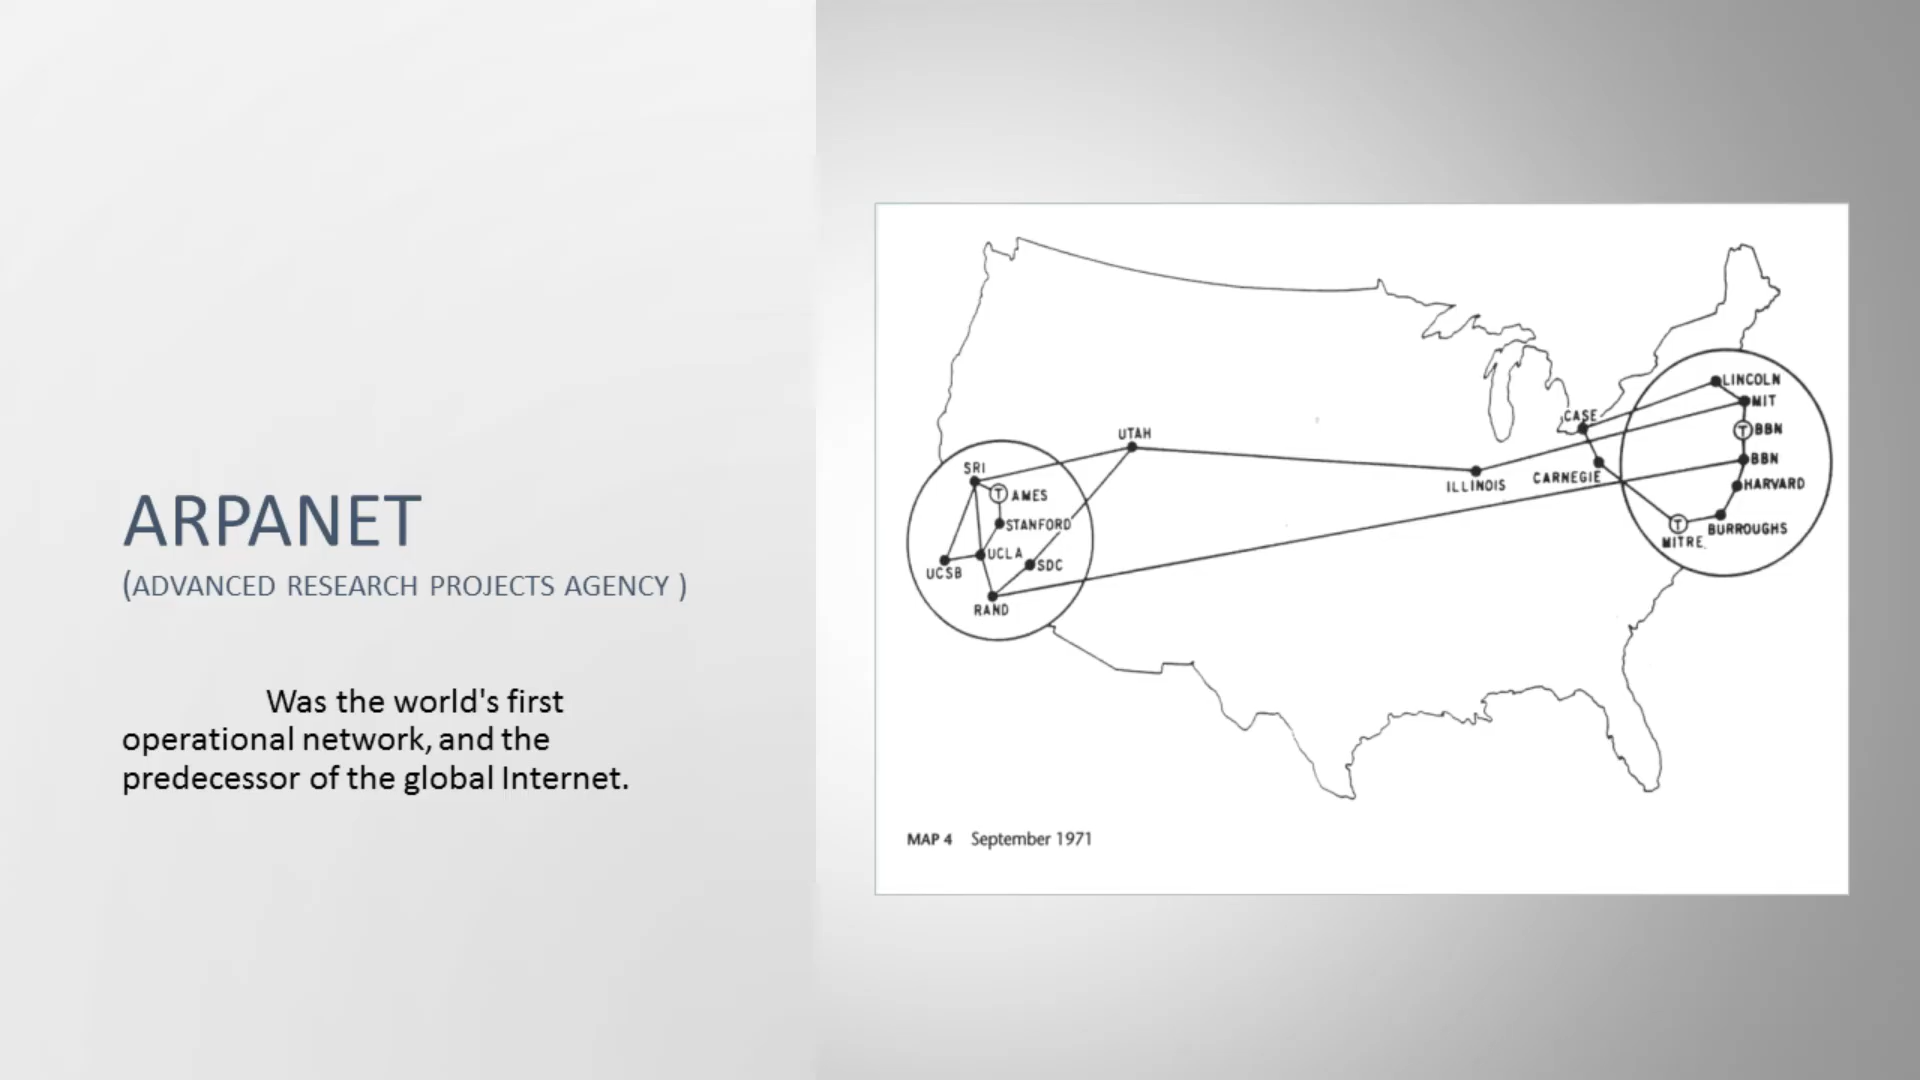 ARPANET
(ADVANCED RESEARCH PROJECTS AGENCY )
Was the world's first
operational network, and the
predecessor of the global Internet.
LINCOLN
MIT
CASE
T BBN
UTAH
BBN
SRI
ILLINOIS
CARNEGIE
HARVARD
T AMES
STANFORD
T
BURROUGHS
MITRE.
UCLA
SDC
UCSB
RAND
MAP 4 September 1971